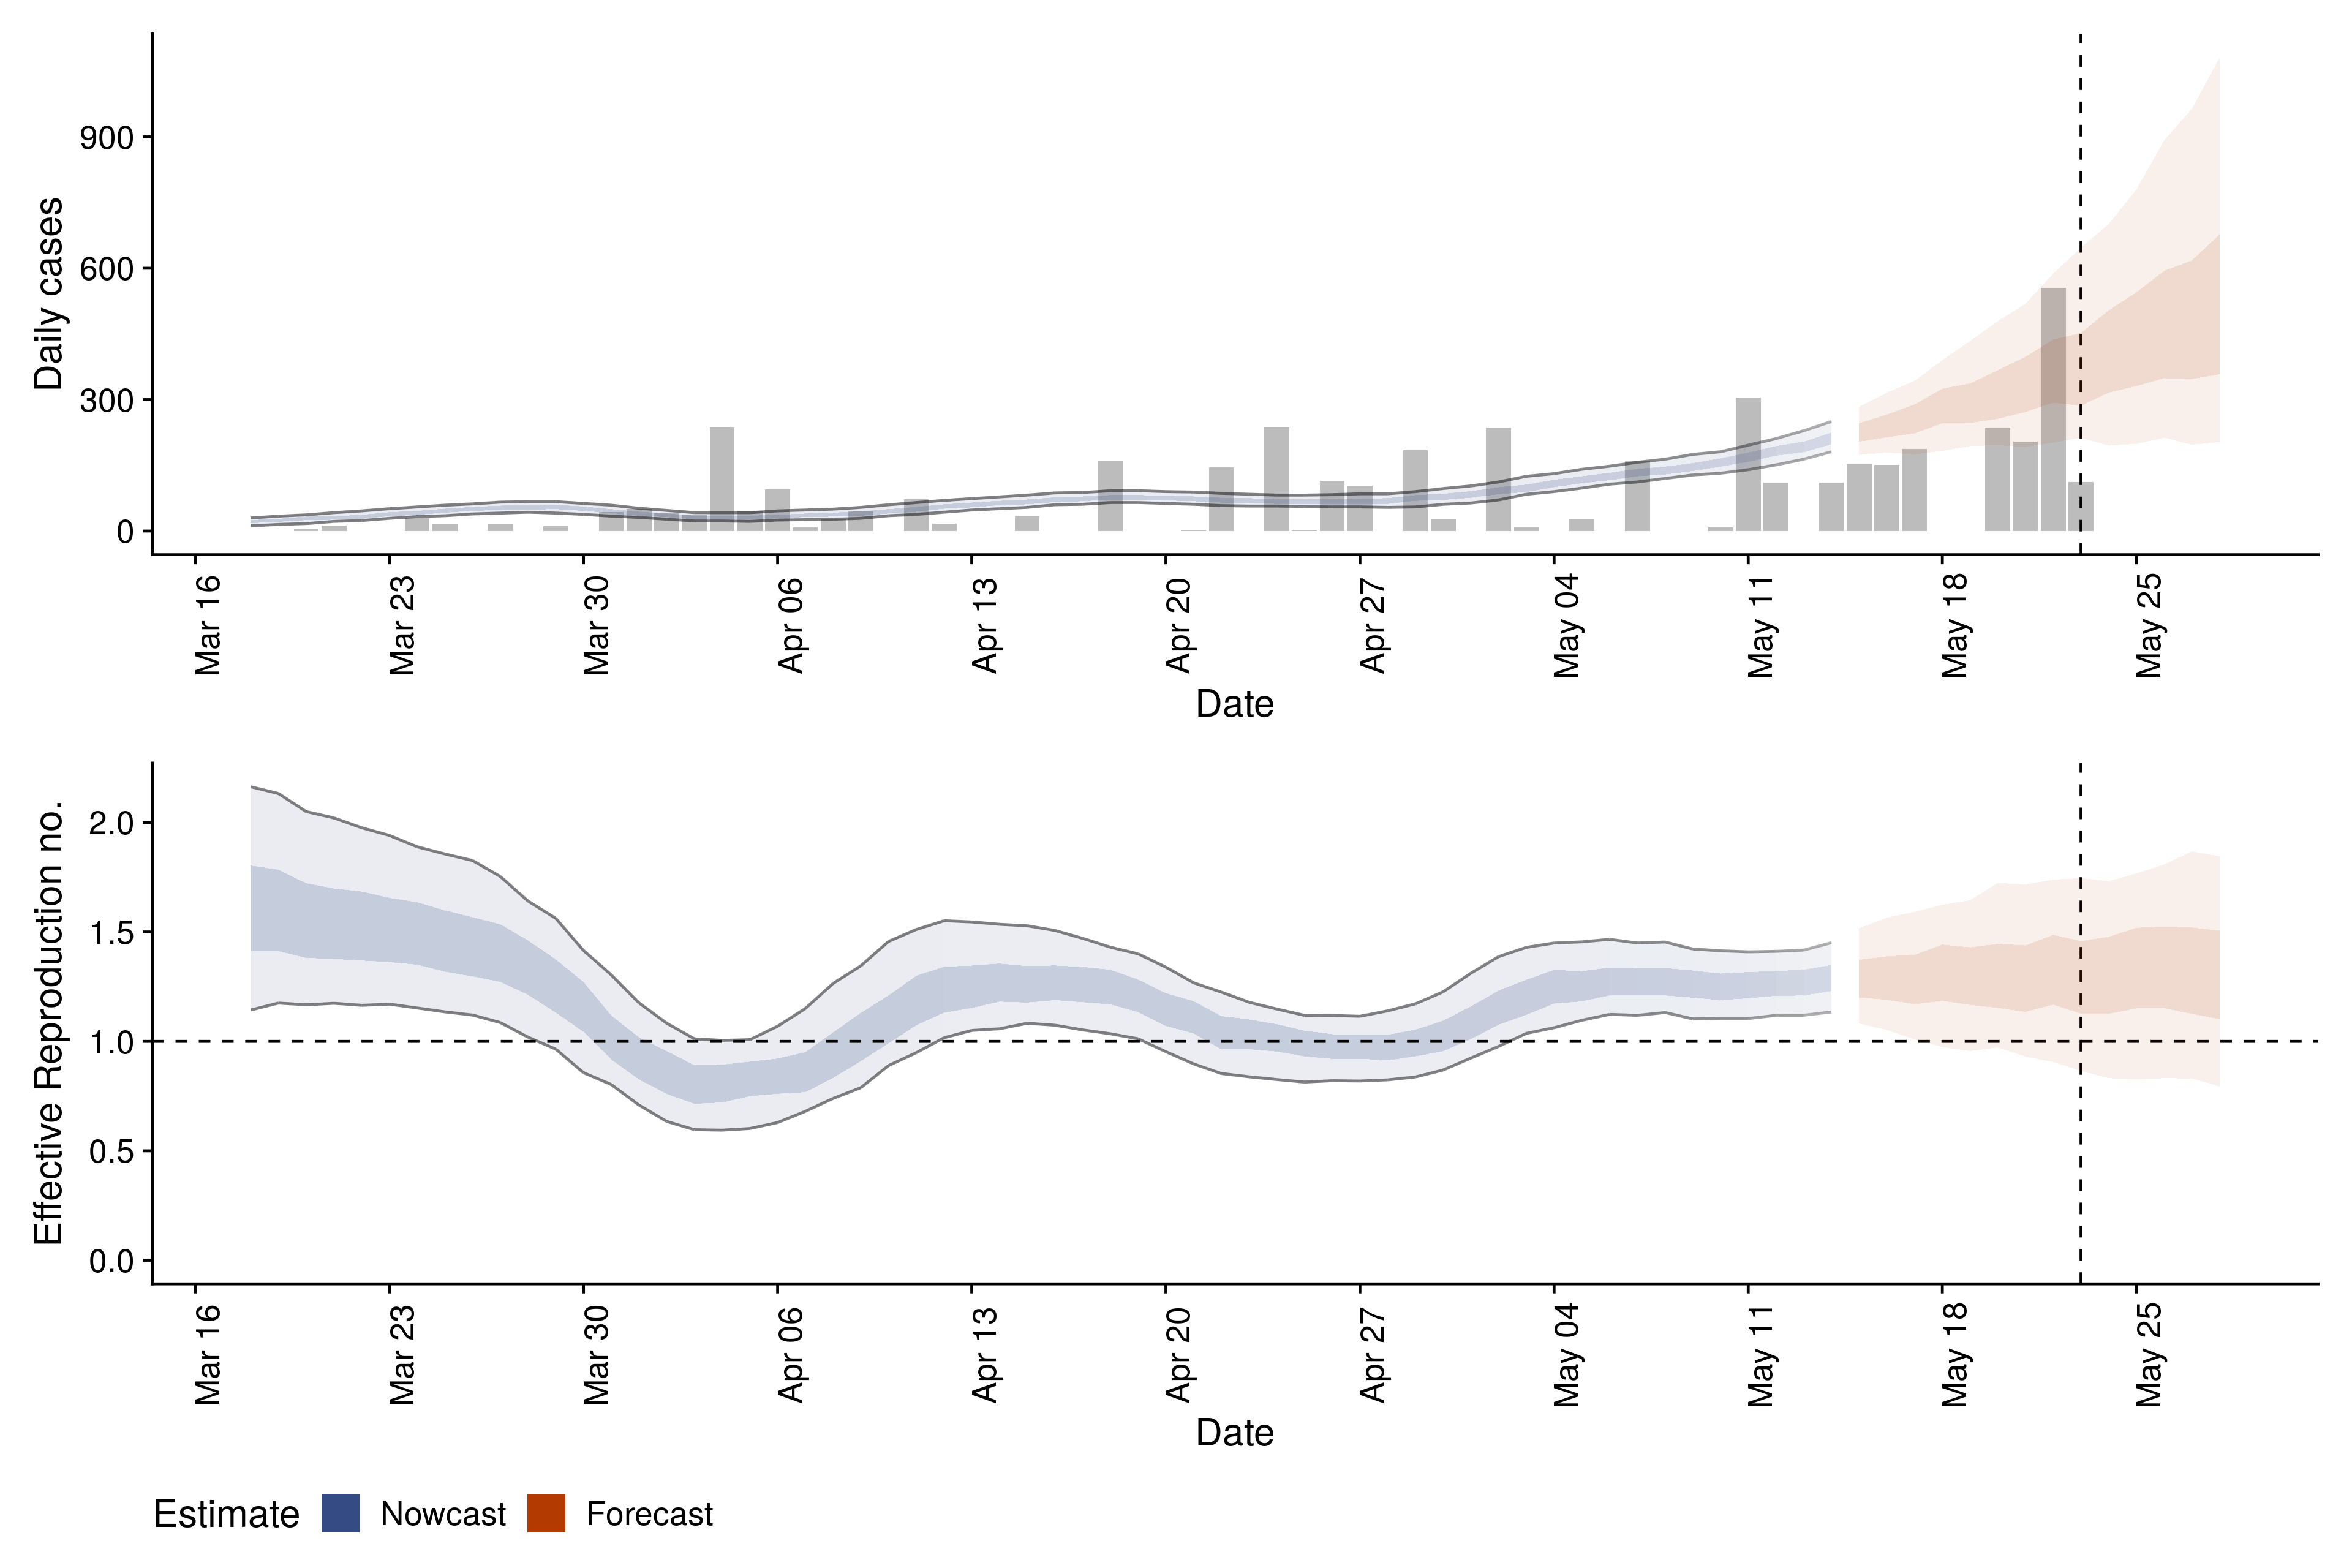 Daily cases
900
600
300
0
Mar 16
Mar 23
Mar 30
Apr 06
Apr 13
Apr 20
Apr 27
May 04
May 11
May 18
May 25
Date
Effective Reproduction no.
2.0
1.5
1.0
0.5
0.0
Mar 16
Mar 23
Mar 30
Apr 06
Apr 13
Apr 20
Apr 27
May 04
May 11
May 18
May 25
Date
Estimate Nowcast Forecast